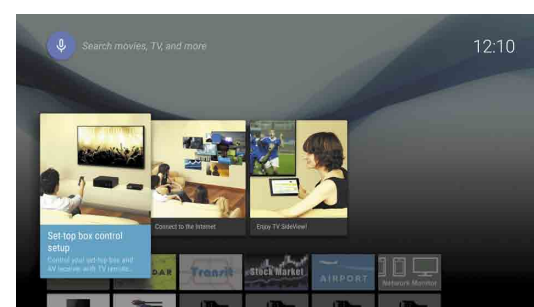 Search movies, TV, and more
12:10
Set-top box control
setup
Control your set-top box and
AV receiver with TV remote...
Connect to the Internet
Enjoy TV SideView!
DAR
Transit
Stock Market
AIRPORT
Network Monitor